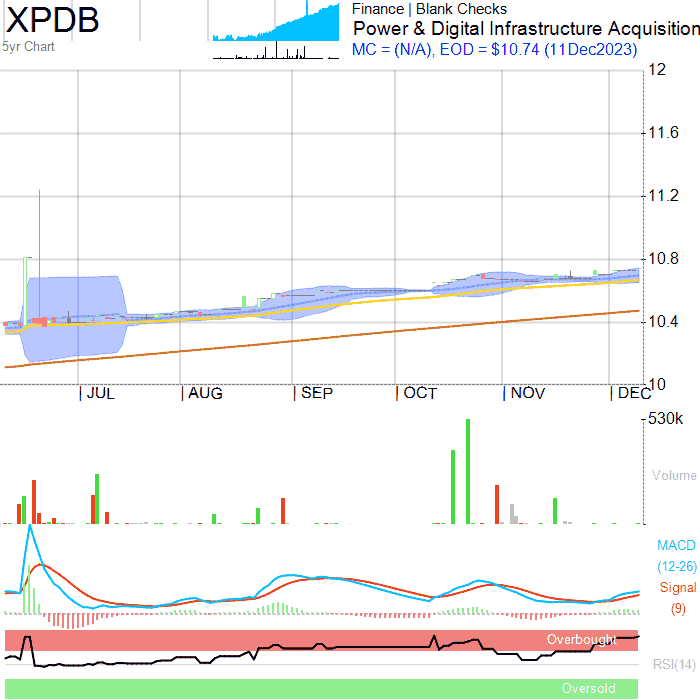 XPDB
5yr Chart
Finance | Blank Checks
Power & Digital Infrastructure Acquisition
MC = (N/A), EOD = $10.74 (11Dec2023)
12
11.6
11.2
10.8
10.4
10
JUL
AUG
SEP
OCT
NOV
DEC
530k
Volume
MACD
(12-26)
Signal
(9)
Overbought
RSI(14)
Oversold